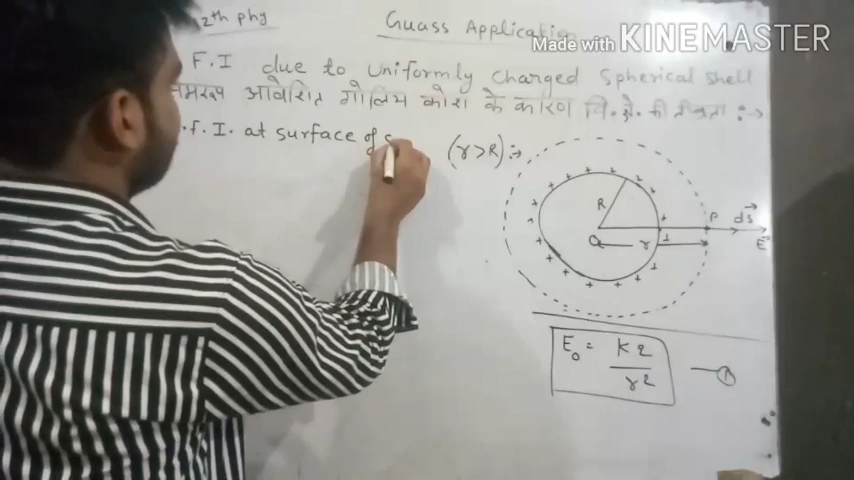 12th phy
Guass Application
Made with KINEMASTER
F.I due to Uniformly Charged Spherical shell
समरूप आवेशित गोलिय कोश के कारण वि.क्षे. की तीव्रता :->
.F.I. at surface of s
(r>R) :->
R
P
ds
E
O
r
E₀ = Kq / r²
①